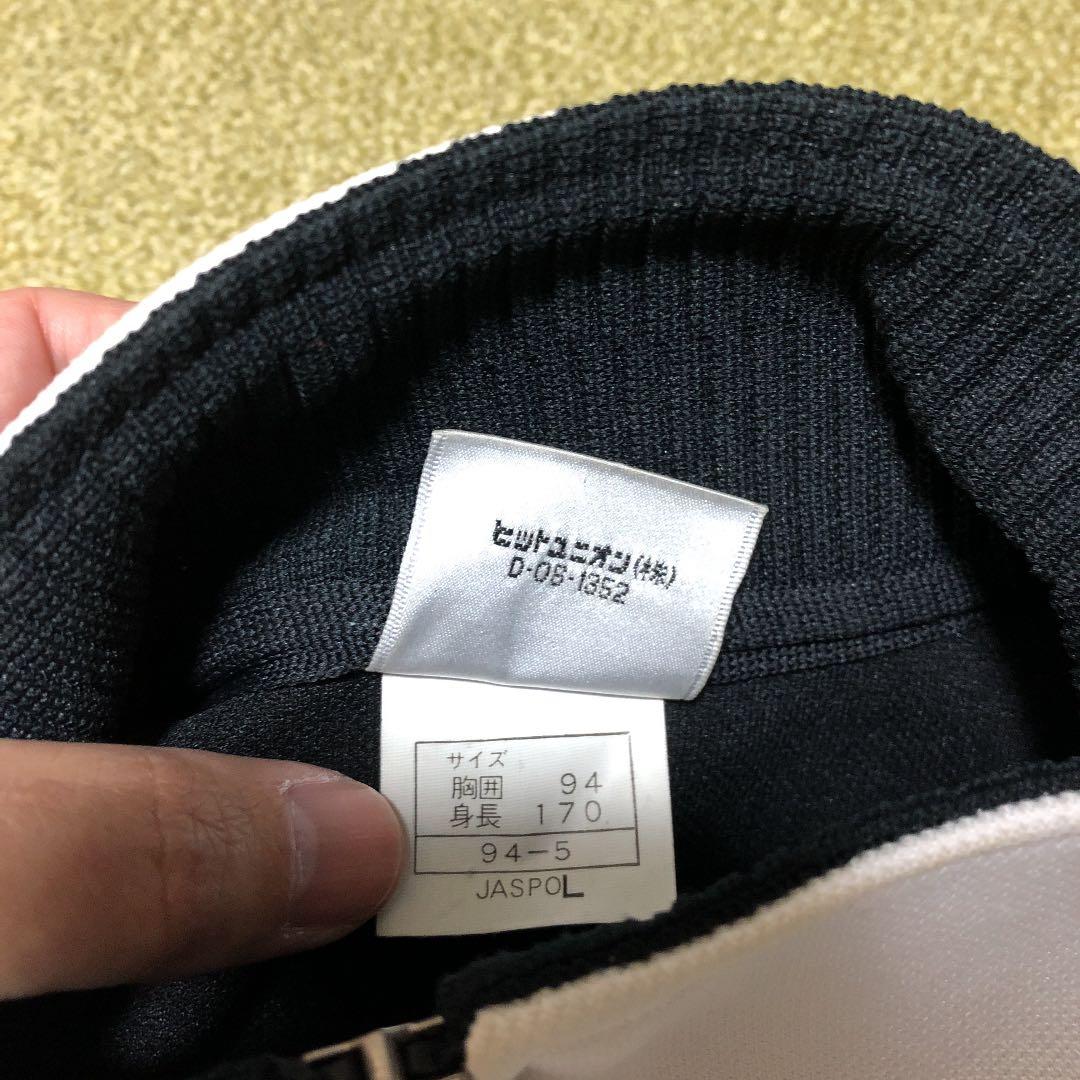 ヒットユニオン(株)
D-OS-1352
サイズ
胸囲 94
身長 170
94-5
JASPO L